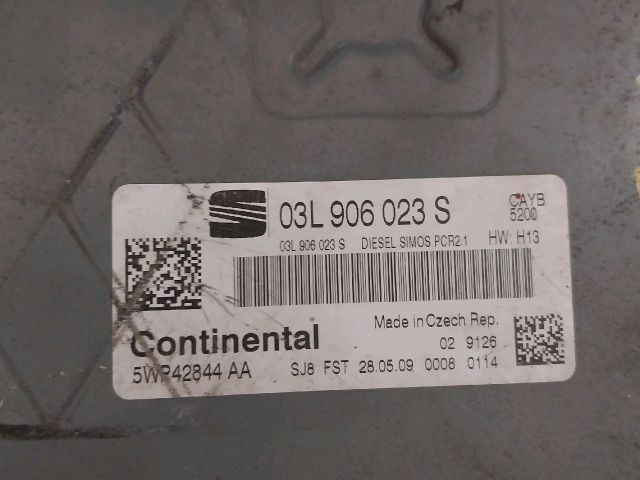 03L 906 023 S
CAYB
5200
03L 906 023 S DIESEL SIMOS PCR2.1 HW: H13
Continental
Made in Czech Rep.
02 9126
5WP42844 AA
SJ8 FST 28.05.09 0008 0114